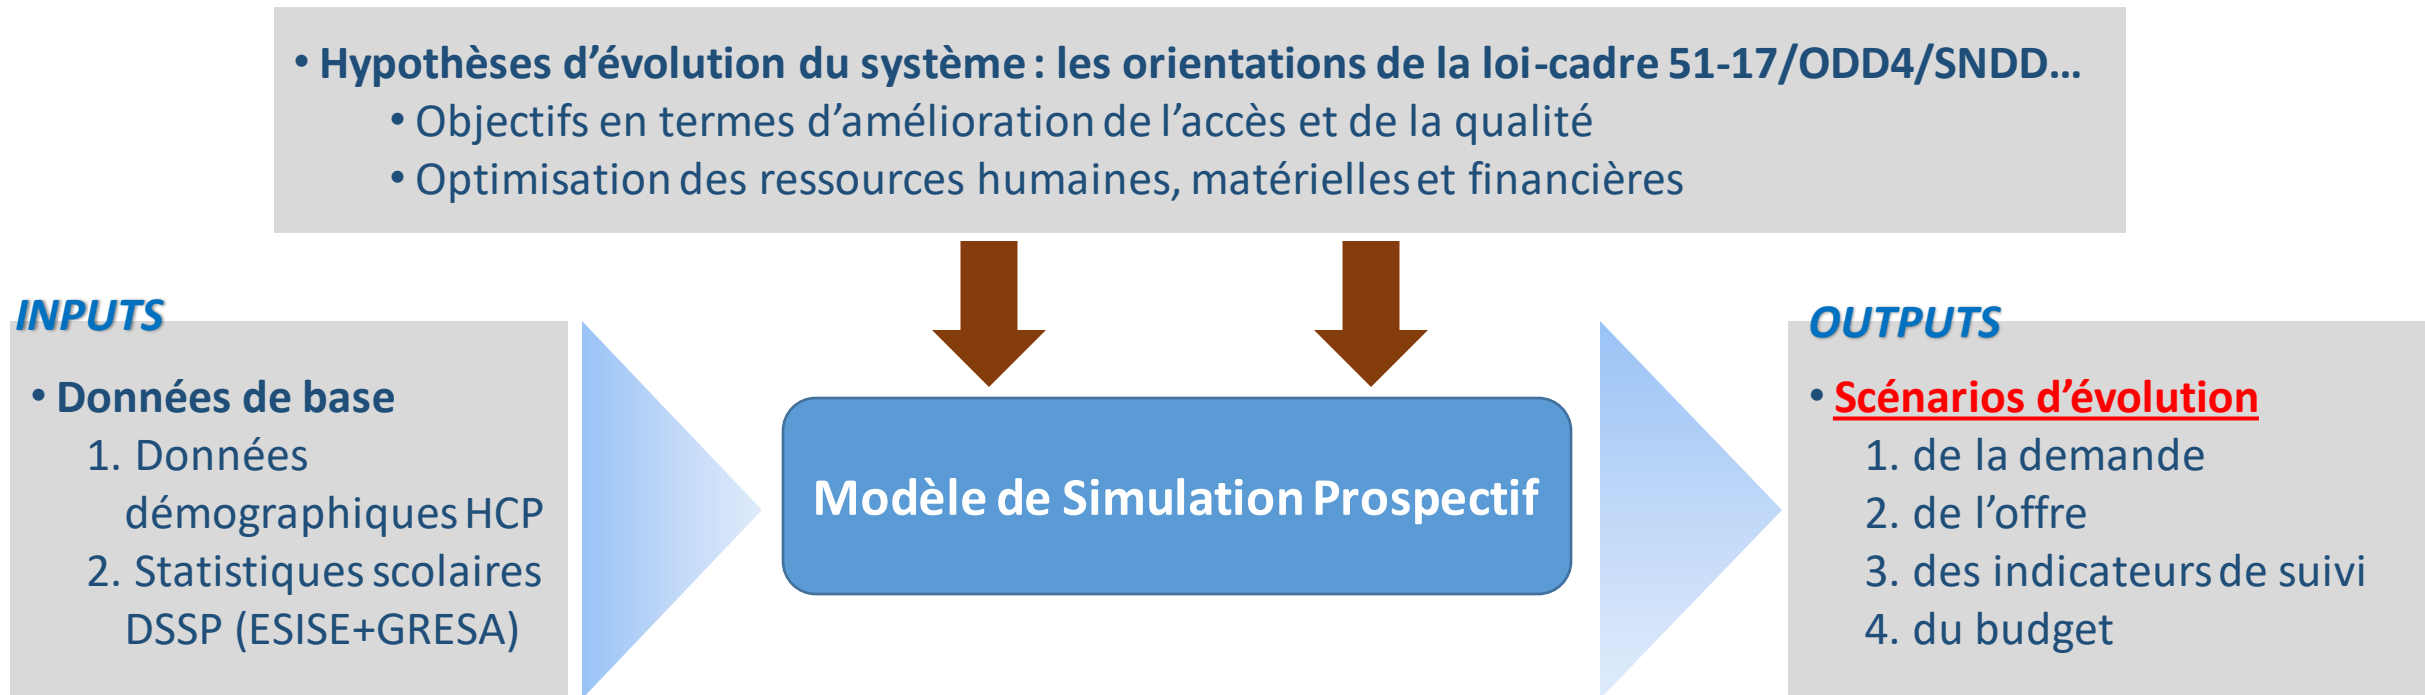 • Hypothèses d’évolution du système : les orientations de la loi-cadre 51-17/ODD4/SNDD…
• Objectifs en termes d’amélioration de l’accès et de la qualité
• Optimisation des ressources humaines, matérielles et financières
INPUTS
• Données de base
1. Données
démographiques HCP
2. Statistiques scolaires
DSSP (ESISE+GRESA)
Modèle de Simulation Prospectif
OUTPUTS
• Scénarios d’évolution
1. de la demande
2. de l’offre
3. des indicateurs de suivi
4. du budget